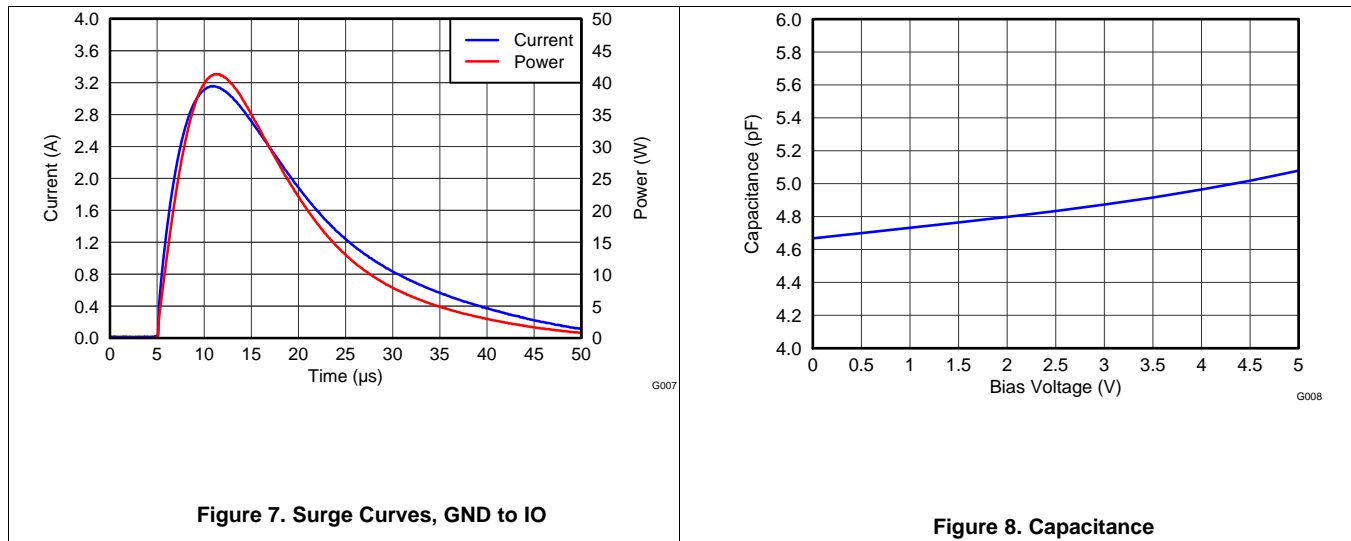 4.0
3.6
3.2
2.8
2.4
2.0
1.6
1.2
0.8
0.4
0.0
Current (A)
50
45
40
35
30
25
20
15
10
5
0
Power (W)
Current
Power
0 5 10 15 20 25 30 35 40 45 50
Time (µs)
G007
Figure 7. Surge Curves, GND to IO
6.0
5.8
5.6
5.4
5.2
5.0
4.8
4.6
4.4
4.2
4.0
Capacitance (pF)
0 0.5 1 1.5 2 2.5 3 3.5 4 4.5 5
Bias Voltage (V)
G008
Figure 8. Capacitance